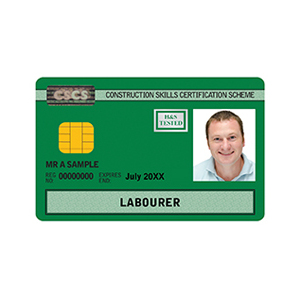 CSCS
CONSTRUCTION SKILLS CERTIFICATION SCHEME
H&S
TESTED
MR A SAMPLE
REG NO 00000000 EXPIRES END: July 20XX
LABOURER